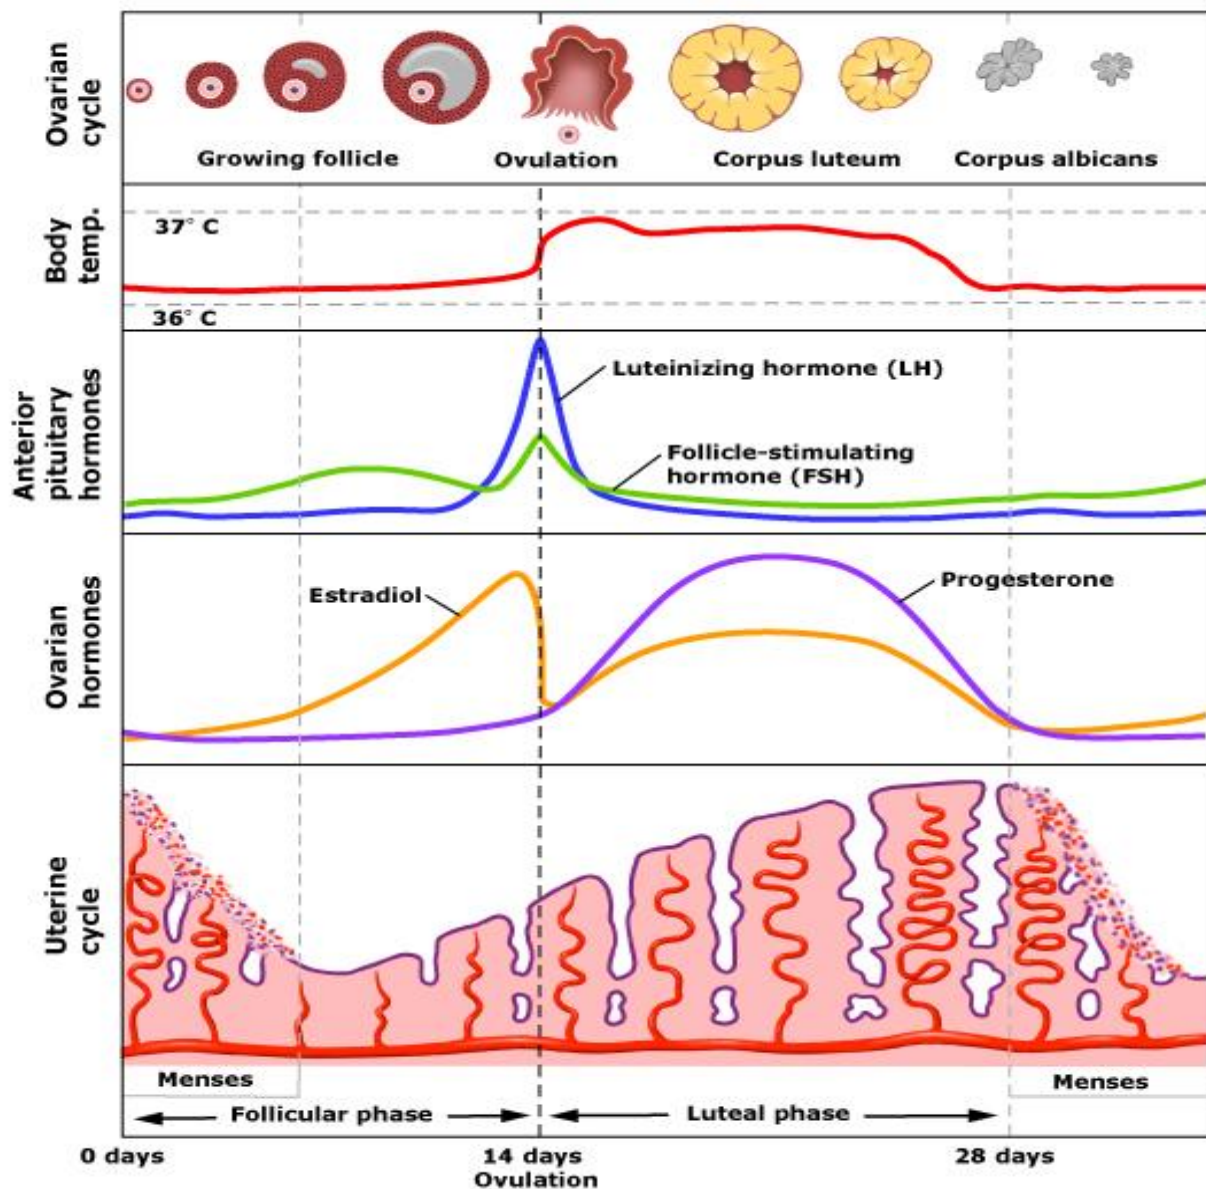 Ovarian
cycle
Growing follicle
Ovulation
Corpus luteum
Corpus albicans
Body
temp.
37° C
36° C
Anterior
pituitary
hormones
Luteinizing hormone (LH)
Follicle-stimulating
hormone (FSH)
Ovarian
hormones
Estradiol
Progesterone
Uterine
cycle
Menses
Menses
Follicular phase
Luteal phase
0 days
14 days
Ovulation
28 days